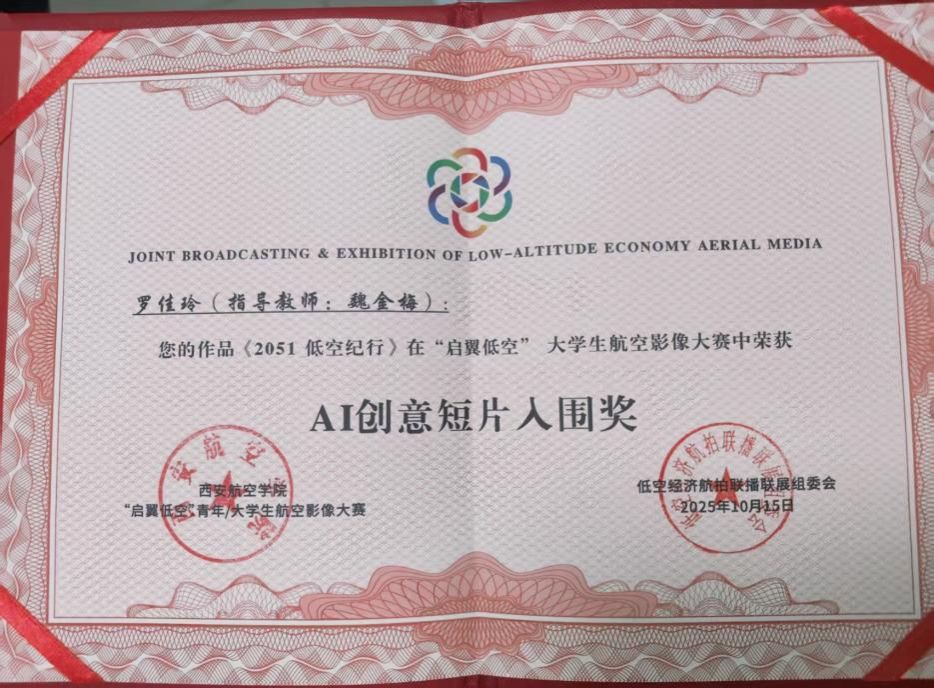 JOINT BROADCASTING & EXHIBITION OF LOW-ALTITUDE ECONOMY AERIAL MEDIA
罗佳玲（指导教师：魏金梅）：
您的作品《2051 低空纪行》在“启翼低空” 大学生航空影像大赛中荣获
AI创意短片入围奖
西安航空学院
“启翼低空”青年/大学生航空影像大赛
低空经济航拍联播联展组委会
2025年10月15日